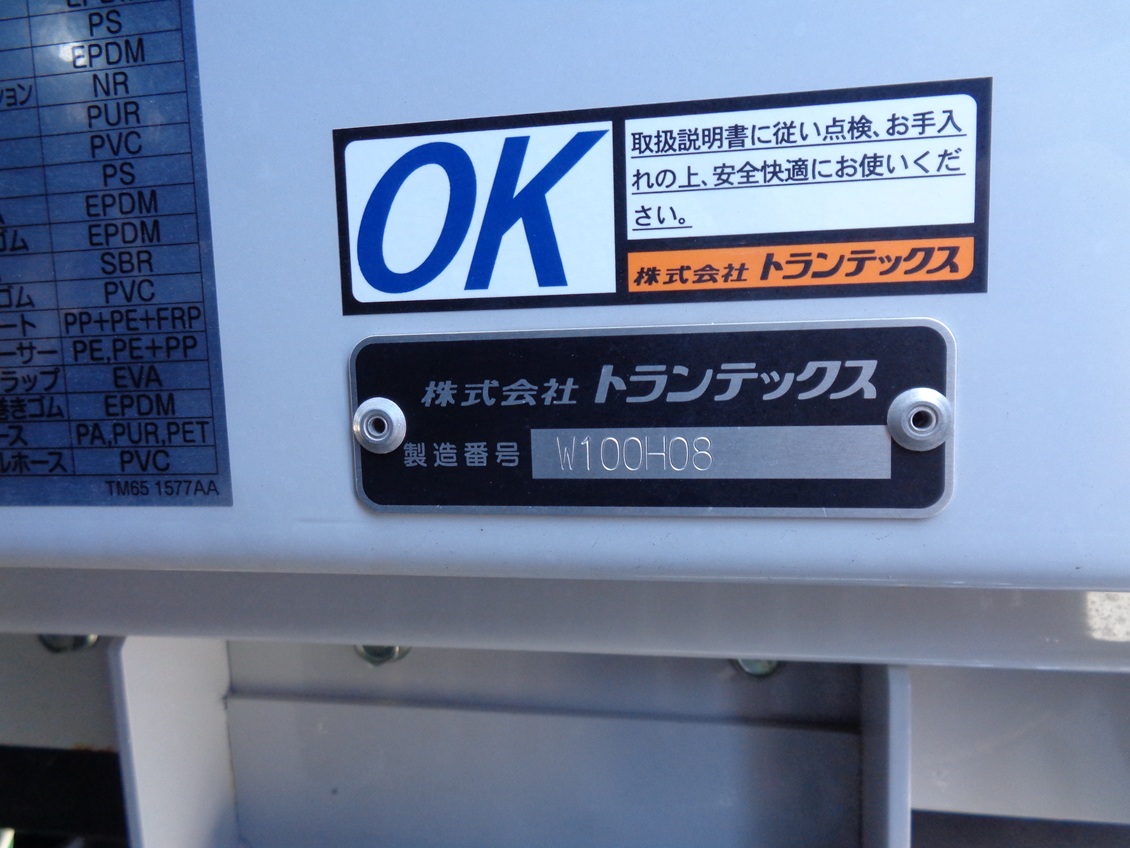 PS
EPDM
ション NR
PUR
PVC
PS
EPDM
ゴム EPDM
SBR
ゴム PVC
ート PP+PE+FRP
ーサー PE,PE+PP
ラップ EVA
巻きゴム EPDM
ース PA,PUR,PET
ルホース PVC
TM65 1577AA
OK
取扱説明書に従い点検、お手入
れの上、安全快適にお使いくだ
さい。
株式会社 トランテックス
株式会社 トランテックス
製造番号 W100H08